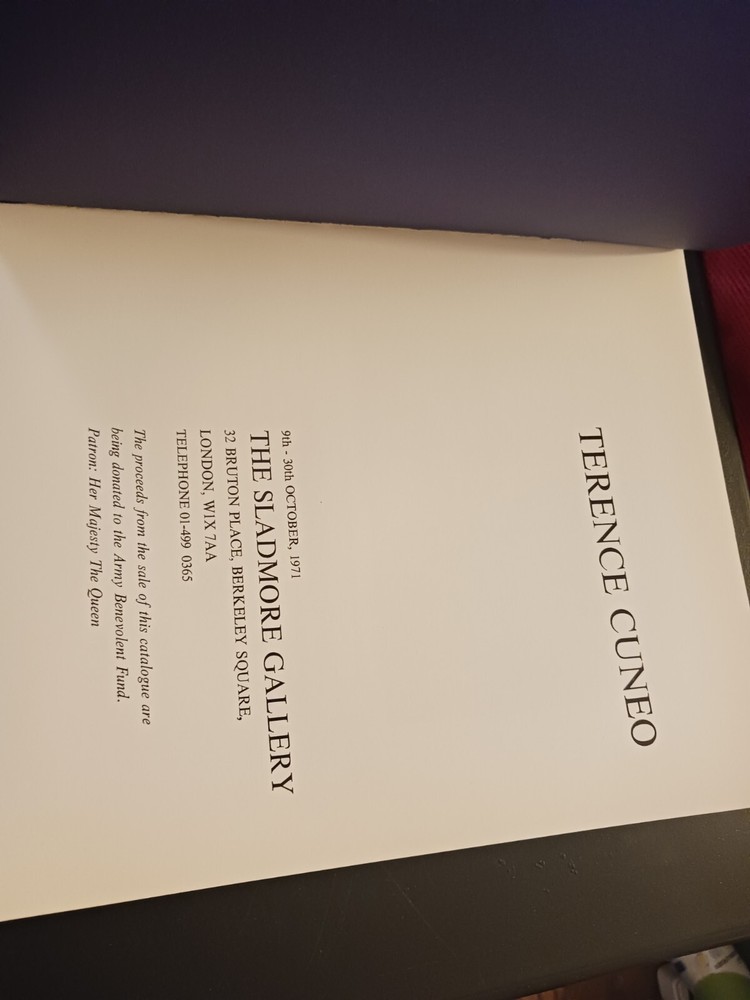 TERENCE CUNEO
9th - 30th OCTOBER, 1971
THE SLADMORE GALLERY
32 BRUTON PLACE, BERKELEY SQUARE,
LONDON, W1X 7AA
TELEPHONE 01-499 0365
The proceeds from the sale of this catalogue are
being donated to the Army Benevolent Fund.
Patron: Her Majesty The Queen